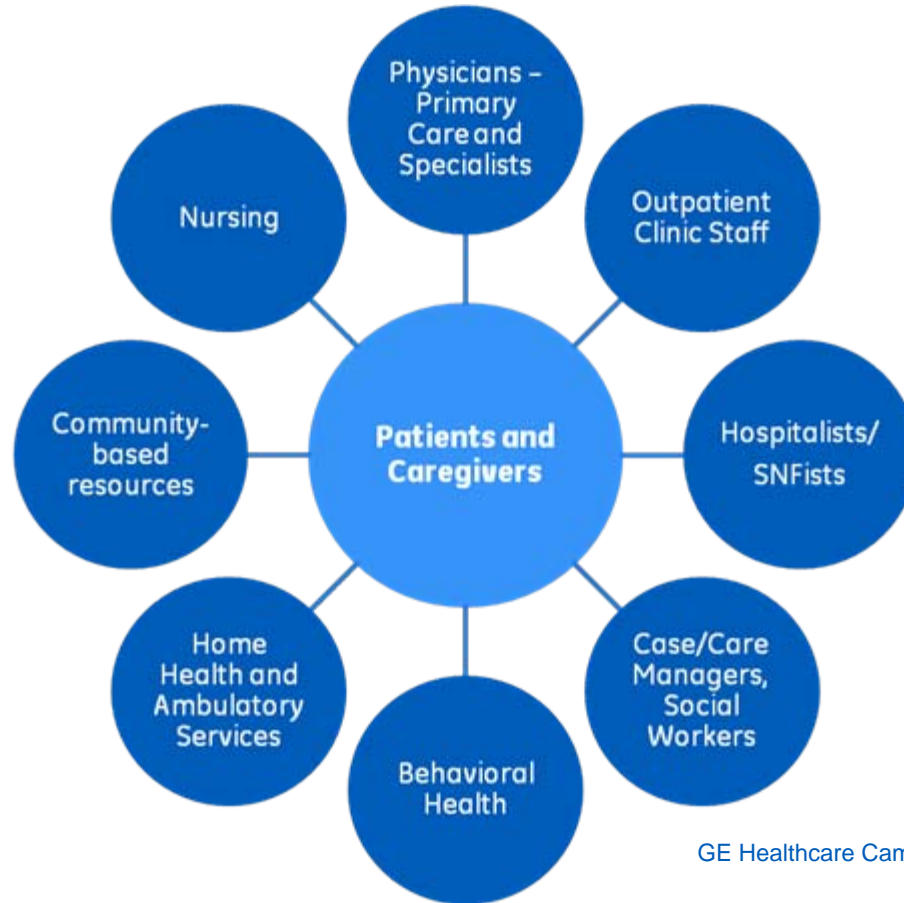 Physicians –
Primary
Care and
Specialists
Outpatient
Clinic Staff
Nursing
Community-
based
resources
Patients and
Caregivers
Hospitalists/
SNFists
Home
Health and
Ambulatory
Services
Case/Care
Managers,
Social
Workers
Behavioral
Health
GE Healthcare Cam